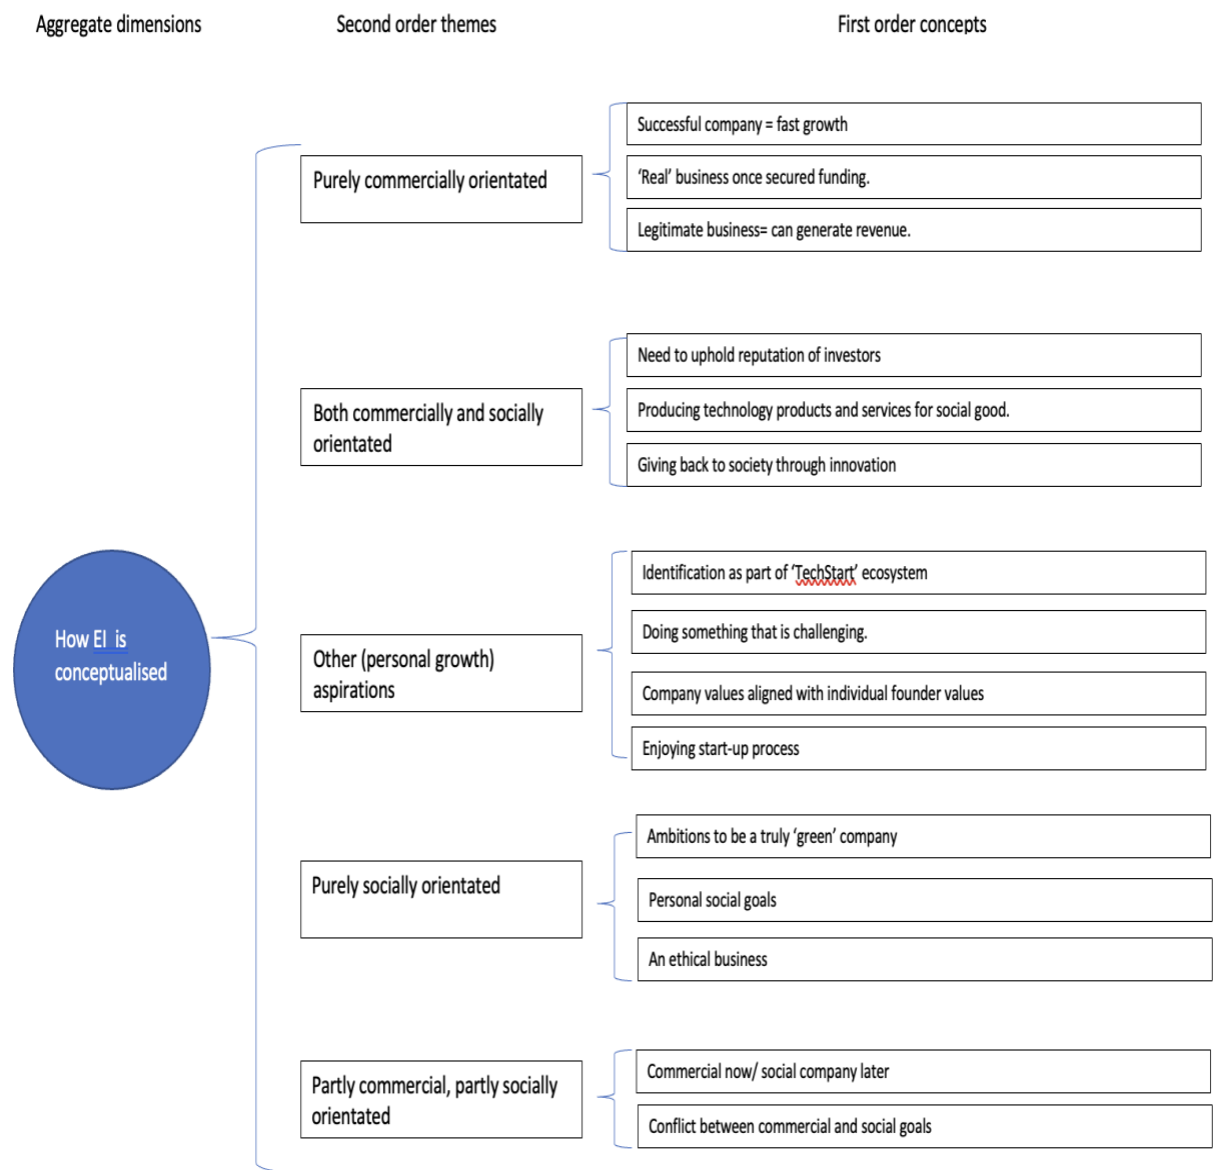 Aggregate dimensions
Second order themes
First order concepts
Purely commercially orientated
Successful company = fast growth
‘Real’ business once secured funding.
Legitimate business= can generate revenue.
Both commercially and socially
orientated
Need to uphold reputation of investors
Producing technology products and services for social good.
Giving back to society through innovation
How EI is
conceptualised
Other (personal growth)
aspirations
Identification as part of ‘TechStart’ ecosystem
Doing something that is challenging.
Company values aligned with individual founder values
Enjoying start-up process
Purely socially orientated
Ambitions to be a truly ‘green’ company
Personal social goals
An ethical business
Partly commercial, partly socially
orientated
Commercial now/ social company later
Conflict between commercial and social goals